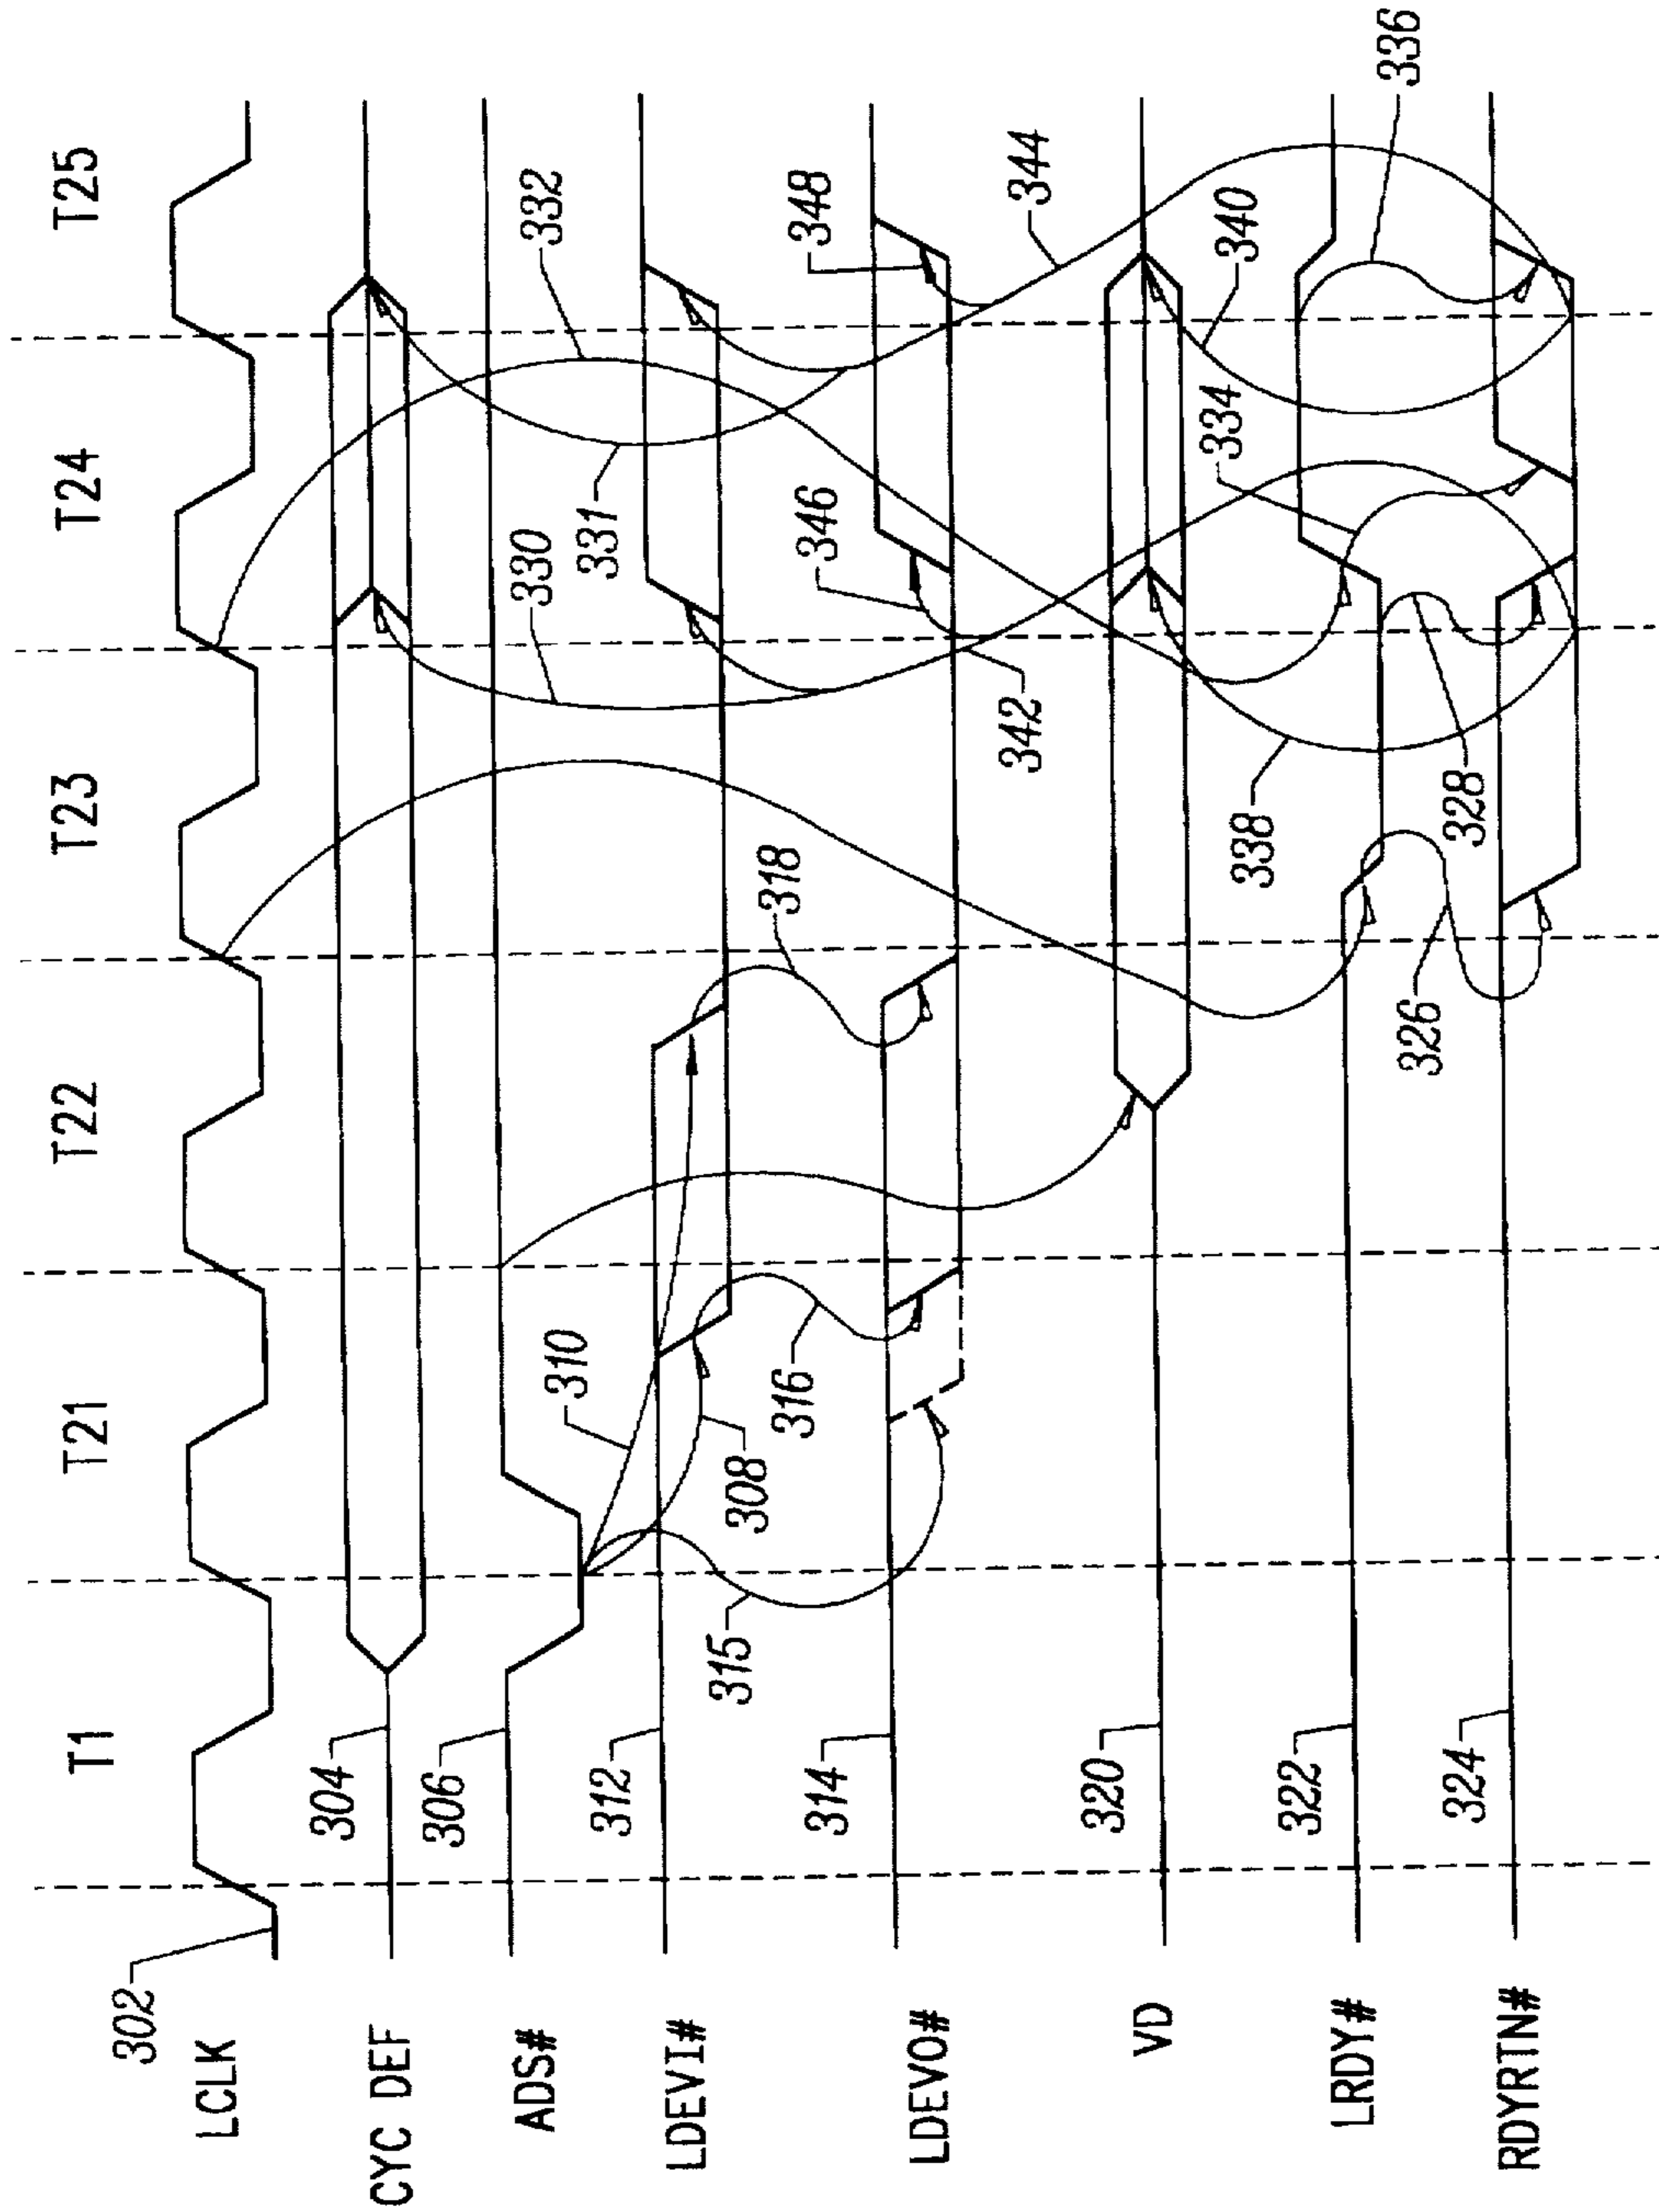 T1 T21 T22 T23 T24 T25
302
LCLK
CYC DEF 304
ADS# 306
332
330
331
310
LDEVI# 312
308
318
315
316
LDEVO# 314
346
348
342
344
VD 320
338
340
334
336
LRDY# 322
326
328
RDYRTN# 324